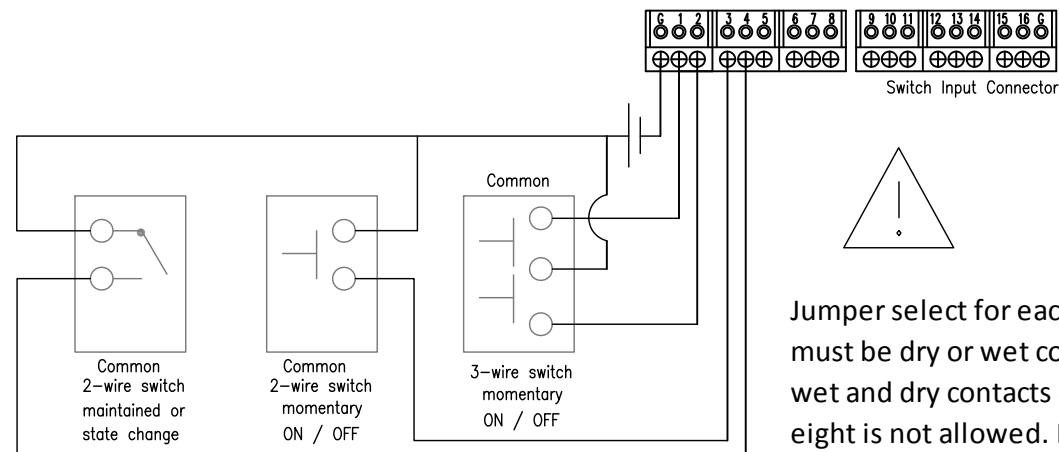 G 1 2 3 4 5 6 7 8 9 10 11 12 13 14 15 16 G
Switch Input Connector
Common
Common
2-wire switch
maintained or
state change
Common
2-wire switch
momentary
ON / OFF
3-wire switch
momentary
ON / OFF
Jumper select for
must be dry or wet
wet and dry contacts
eight is not allowed.